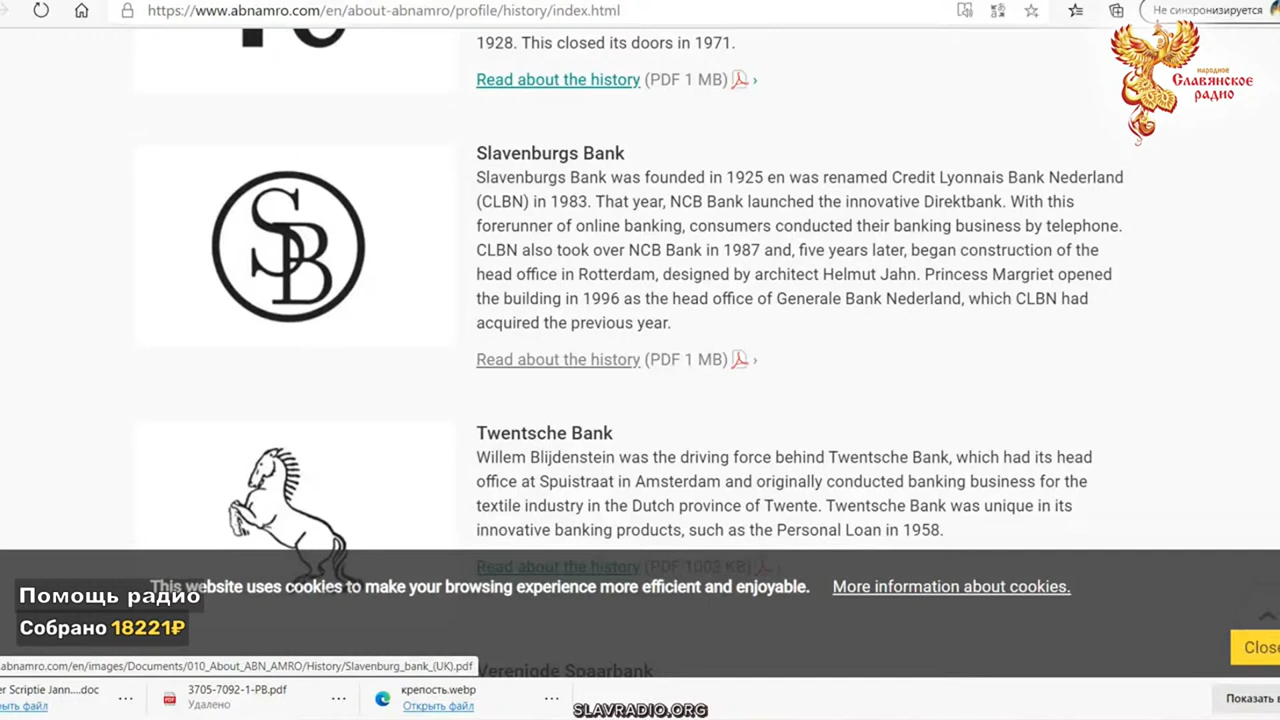 https://www.abnamro.com/en/about-abnamro/profile/history/index.html
Не синхронизируется
народное
Славянское
радио
1928. This closed its doors in 1971.
Read about the history (PDF 1 MB) ›
SB
Slavenburgs Bank
Slavenburgs Bank was founded in 1925 en was renamed Credit Lyonnais Bank Nederland
(CLBN) in 1983. That year, NCB Bank launched the innovative Direktbank. With this
forerunner of online banking, consumers conducted their banking business by telephone.
CLBN also took over NCB Bank in 1987 and, five years later, began construction of the
head office in Rotterdam, designed by architect Helmut Jahn. Princess Margriet opened
the building in 1996 as the head office of Generale Bank Nederland, which CLBN had
acquired the previous year.
Read about the history (PDF 1 MB) ›
Twentsche Bank
Willem Blijdenstein was the driving force behind Twentsche Bank, which had its head
office at Spuistraat in Amsterdam and originally conducted banking business for the
textile industry in the Dutch province of Twente. Twentsche Bank was unique in its
innovative banking products, such as the Personal Loan in 1958.
Read about the history (PDF 1003 KB) ›
This website uses cookies to make your browsing experience more efficient and enjoyable. More information about cookies.
Помощь радио
Собрано 18221₽
Close
abnamro.com/en/images/Documents/010_About_ABN_AMRO/History/Slavenburg_bank_(UK).pdf
Verenigde Spaarbank
er Scriptie Jann....doc
рыть файл
3705-7092-1-PB.pdf
Удалено
крепость.webp
Открыть файл
Показать
SLAVRADIO.ORG